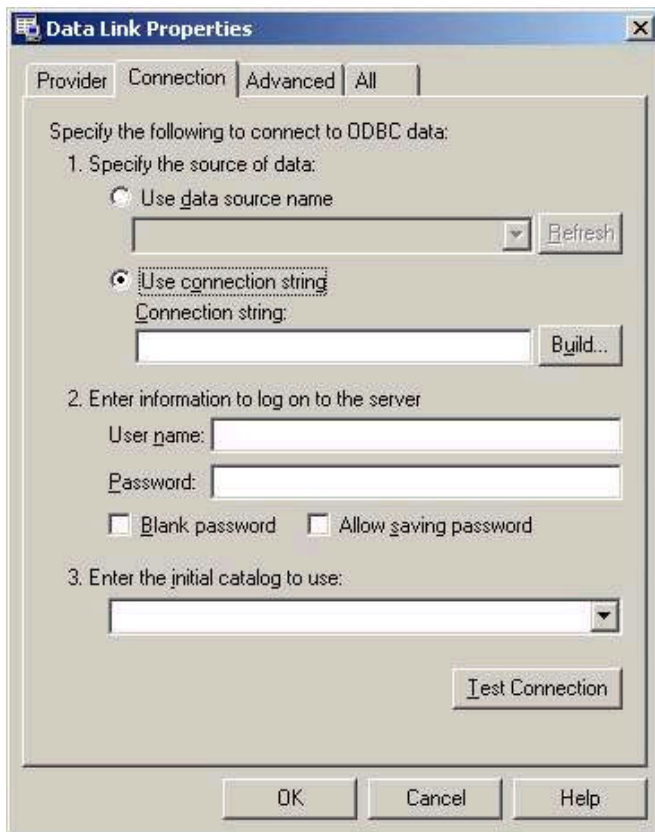 Data Link Properties
Provider Connection Advanced All
Specify the following to connect to ODBC data:
1. Specify the source of data:
Use data source name
Refresh
Use connection string
Connection string:
Build...
2. Enter information to log on to the server
User name:
Password:
Blank password Allow saving password
3. Enter the initial catalog to use:
Test Connection
OK Cancel Help